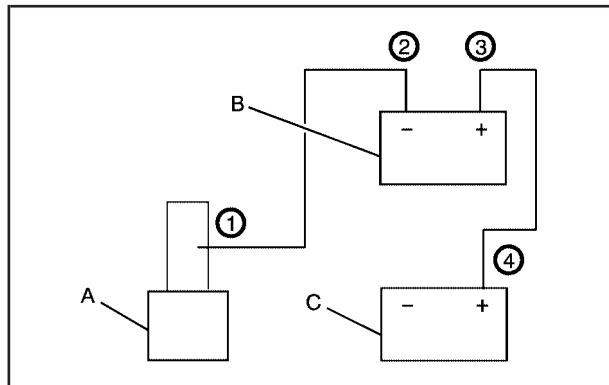 ② ③
B
− +
①
④
A
C
− +